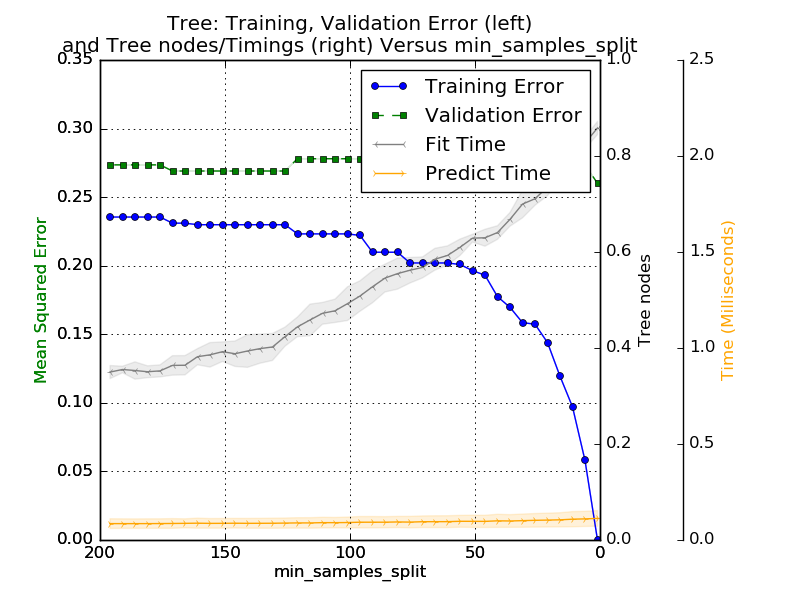 Tree: Training, Validation Error (left)
and Tree nodes/Timings (right) Versus min_samples_split
Training Error
Validation Error
Fit Time
Predict Time
Mean Squared Error
0.35
0.30
0.25
0.20
0.15
0.10
0.05
0.00
200
150
100
50
0
min_samples_split
1.0
0.8
0.6
0.4
0.2
0.0
Tree nodes
2.5
2.0
1.5
1.0
0.5
0.0
Time (Milliseconds)